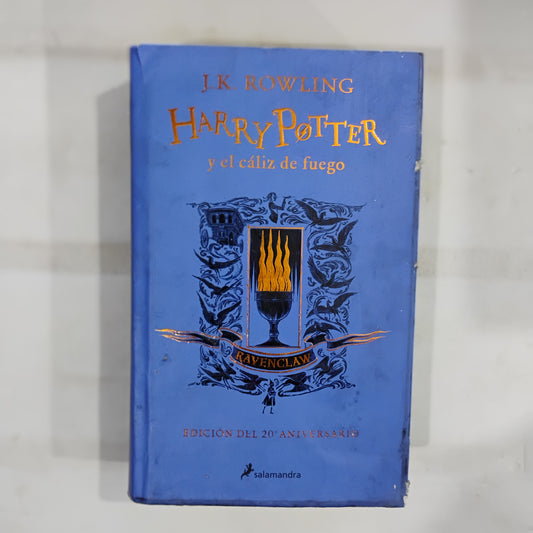 J.K. ROWLING
HARRY POTTER
y el cáliz de fuego
RAVENCLAW
EDICIÓN DEL 20º ANIVERSARIO
salamandra